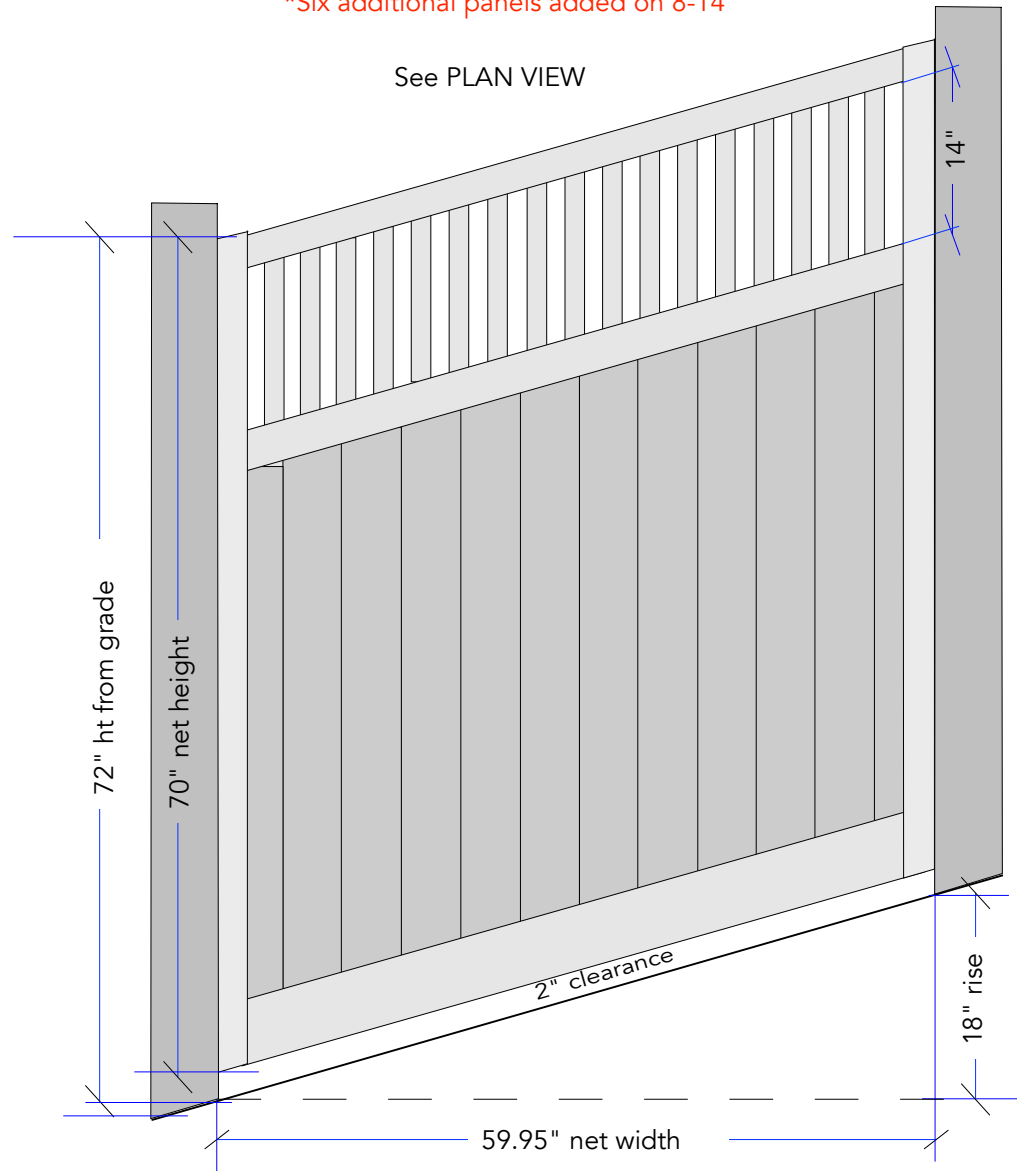 *Six additional panels added on 8-14
See PLAN VIEW
14"
72" ht from grade
70" net height
2" clearance
18" rise
59.95" net width